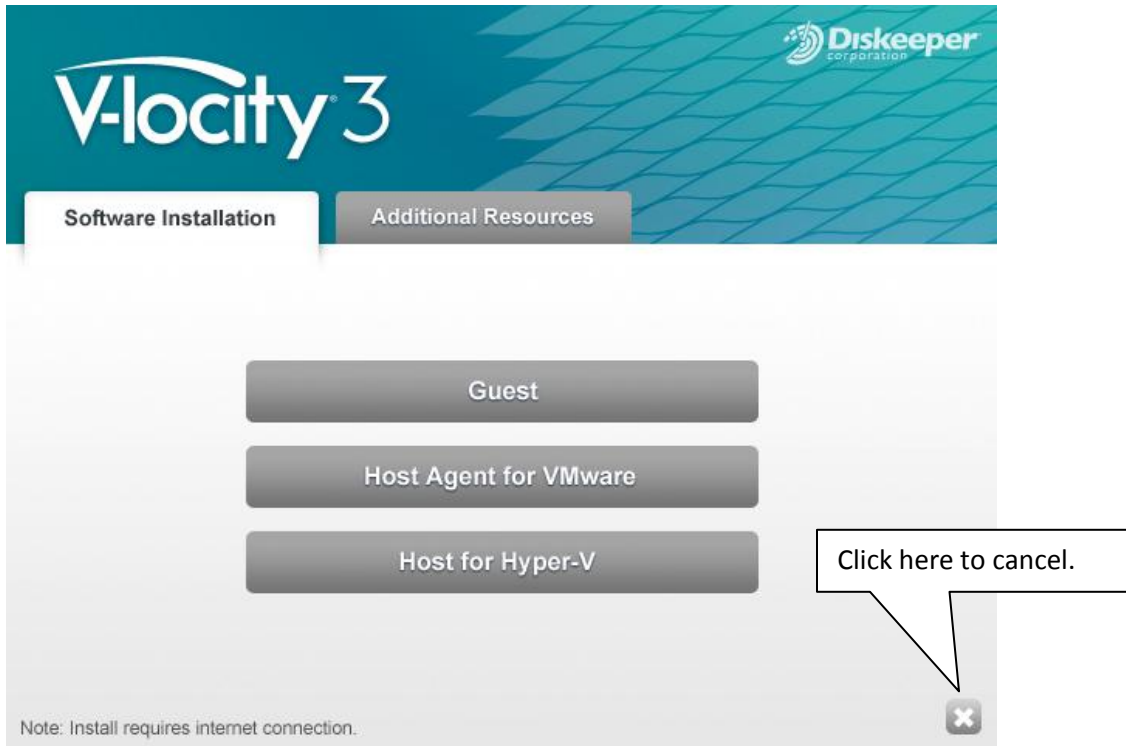 Diskeeper
corporation
V-locity® 3
Software Installation
Additional Resources
Guest
Host Agent for VMware
Host for Hyper-V
Click here to cancel.
Note: Install requires internet connection.